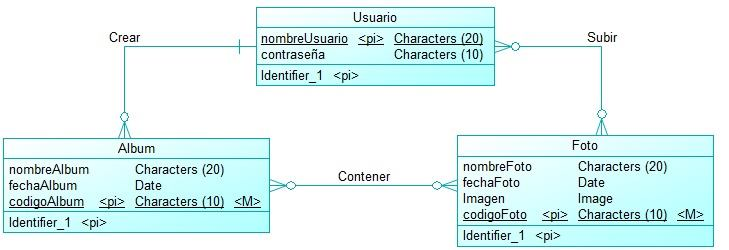 Usuario
nombreUsuario <pi> Characters (20)
contraseña Characters (10)
Identifier_1 <pi>
Crear
Subir
Album
nombreAlbum Characters (20)
fechaAlbum Date
codigoAlbum <pi> Characters (10) <M>
Identifier_1 <pi>
Contener
Foto
nombreFoto Characters (20)
fechaFoto Date
Imagen Image
codigoFoto <pi> Characters (10) <M>
Identifier_1 <pi>